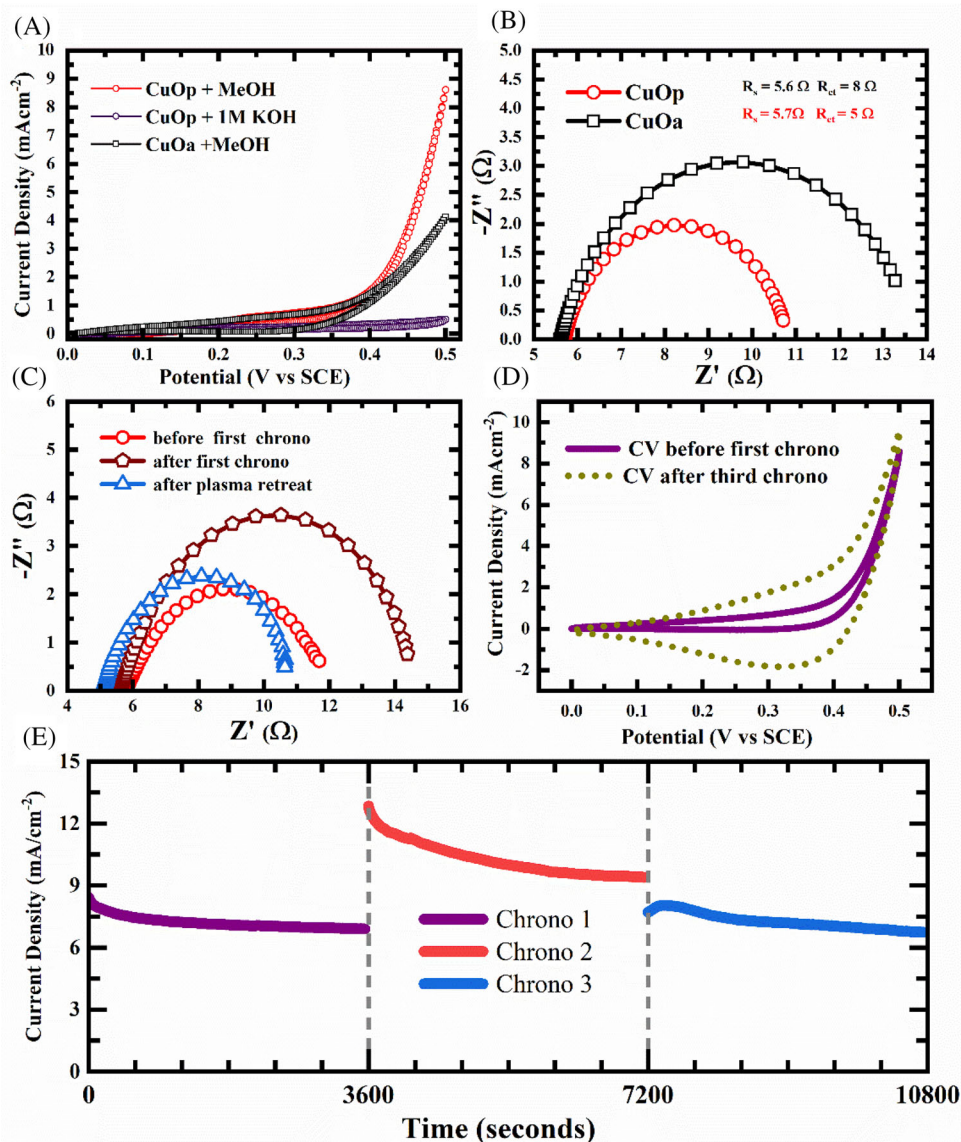 (A)
Current Density (mAcm-2)
10
9
8
7
6
5
4
3
2
1
0
CuOp + MeOH
CuOp + 1M KOH
CuOa +MeOH
0.0 0.1 0.2 0.3 0.4 0.5
Potential (V vs SCE)
(B)
-Z'' (Ω)
5.0
4.5
4.0
3.5
3.0
2.5
2.0
1.5
1.0
0.5
0.0
CuOp
CuOa
Rs = 5.6 Ω Rct = 8 Ω
Rs = 5.7Ω Rct = 5 Ω
5 6 7 8 9 10 11 12 13 14
Z' (Ω)
(C)
-Z'' (Ω)
5
4
3
2
1
0
before first chrono
after first chrono
after plasma retreat
4 6 8 10 12 14 16
Z' (Ω)
(D)
Current Density (mAcm-2)
10
8
6
4
2
0
-2
CV before first chrono
CV after third chrono
0.0 0.1 0.2 0.3 0.4 0.5
Potential (V vs SCE)
(E)
Current Density (mA/cm-2)
15
12
9
6
3
0
Chrono 1
Chrono 2
Chrono 3
0 3600 7200 10800
Time (seconds)